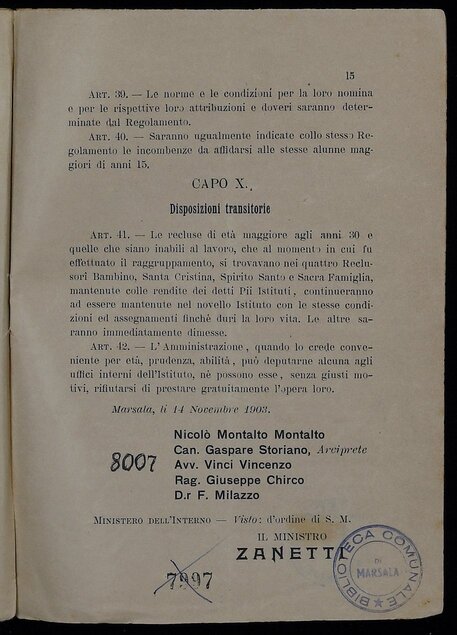 15
ART. 39. — Le norme e le condizioni per la loro nomina
e per le rispettive loro attribuzioni e doveri saranno deter-
minate dal Regolamento.
ART. 40. — Saranno ugualmente indicate collo stesso Re-
golamento le incombenze da affidarsi alle stesse alunne mag-
giori di anni 15.
CAPO X.
Disposizioni transitorie
ART. 41. — Le recluse di età maggiore agli anni 30 e
quelle che siano inabili al lavoro, che al momento in cui fu
effettuato il raggruppamento, si trovavano nei quattro Reclu-
sori Bambino, Santa Cristina, Spirito Santo e Sacra Famiglia,
mantenute colle rendite dei detti Pii Istituti, continueranno
ad essere mantenute nel novello Istituto con le stesse condi-
zioni ed assegnamenti finchè duri la loro vita. Le altre sa-
ranno immediatamente dimesse.
ART. 42. — L'Amministrazione, quando lo crede conve-
niente per età, prudenza, abilità, può deputarne alcuna agli
uffici interni dell'Istituto, nè possono esse, senza giusti mo-
tivi, rifiutarsi di prestare gratuitamente l'opera loro.
Marsala, li 14 Novembre 1903.
Nicolò Montalto Montalto
Can. Gaspare Storiano, Arciprete
Avv. Vinci Vincenzo
Rag. Giuseppe Chirco
D.r F. Milazzo
8007
MINISTERO DELL'INTERNO — Visto: d'ordine di S. M.
IL MINISTRO
ZANETTI
7997
BIBLIOTECA COMUNALE
DI
MARSALA